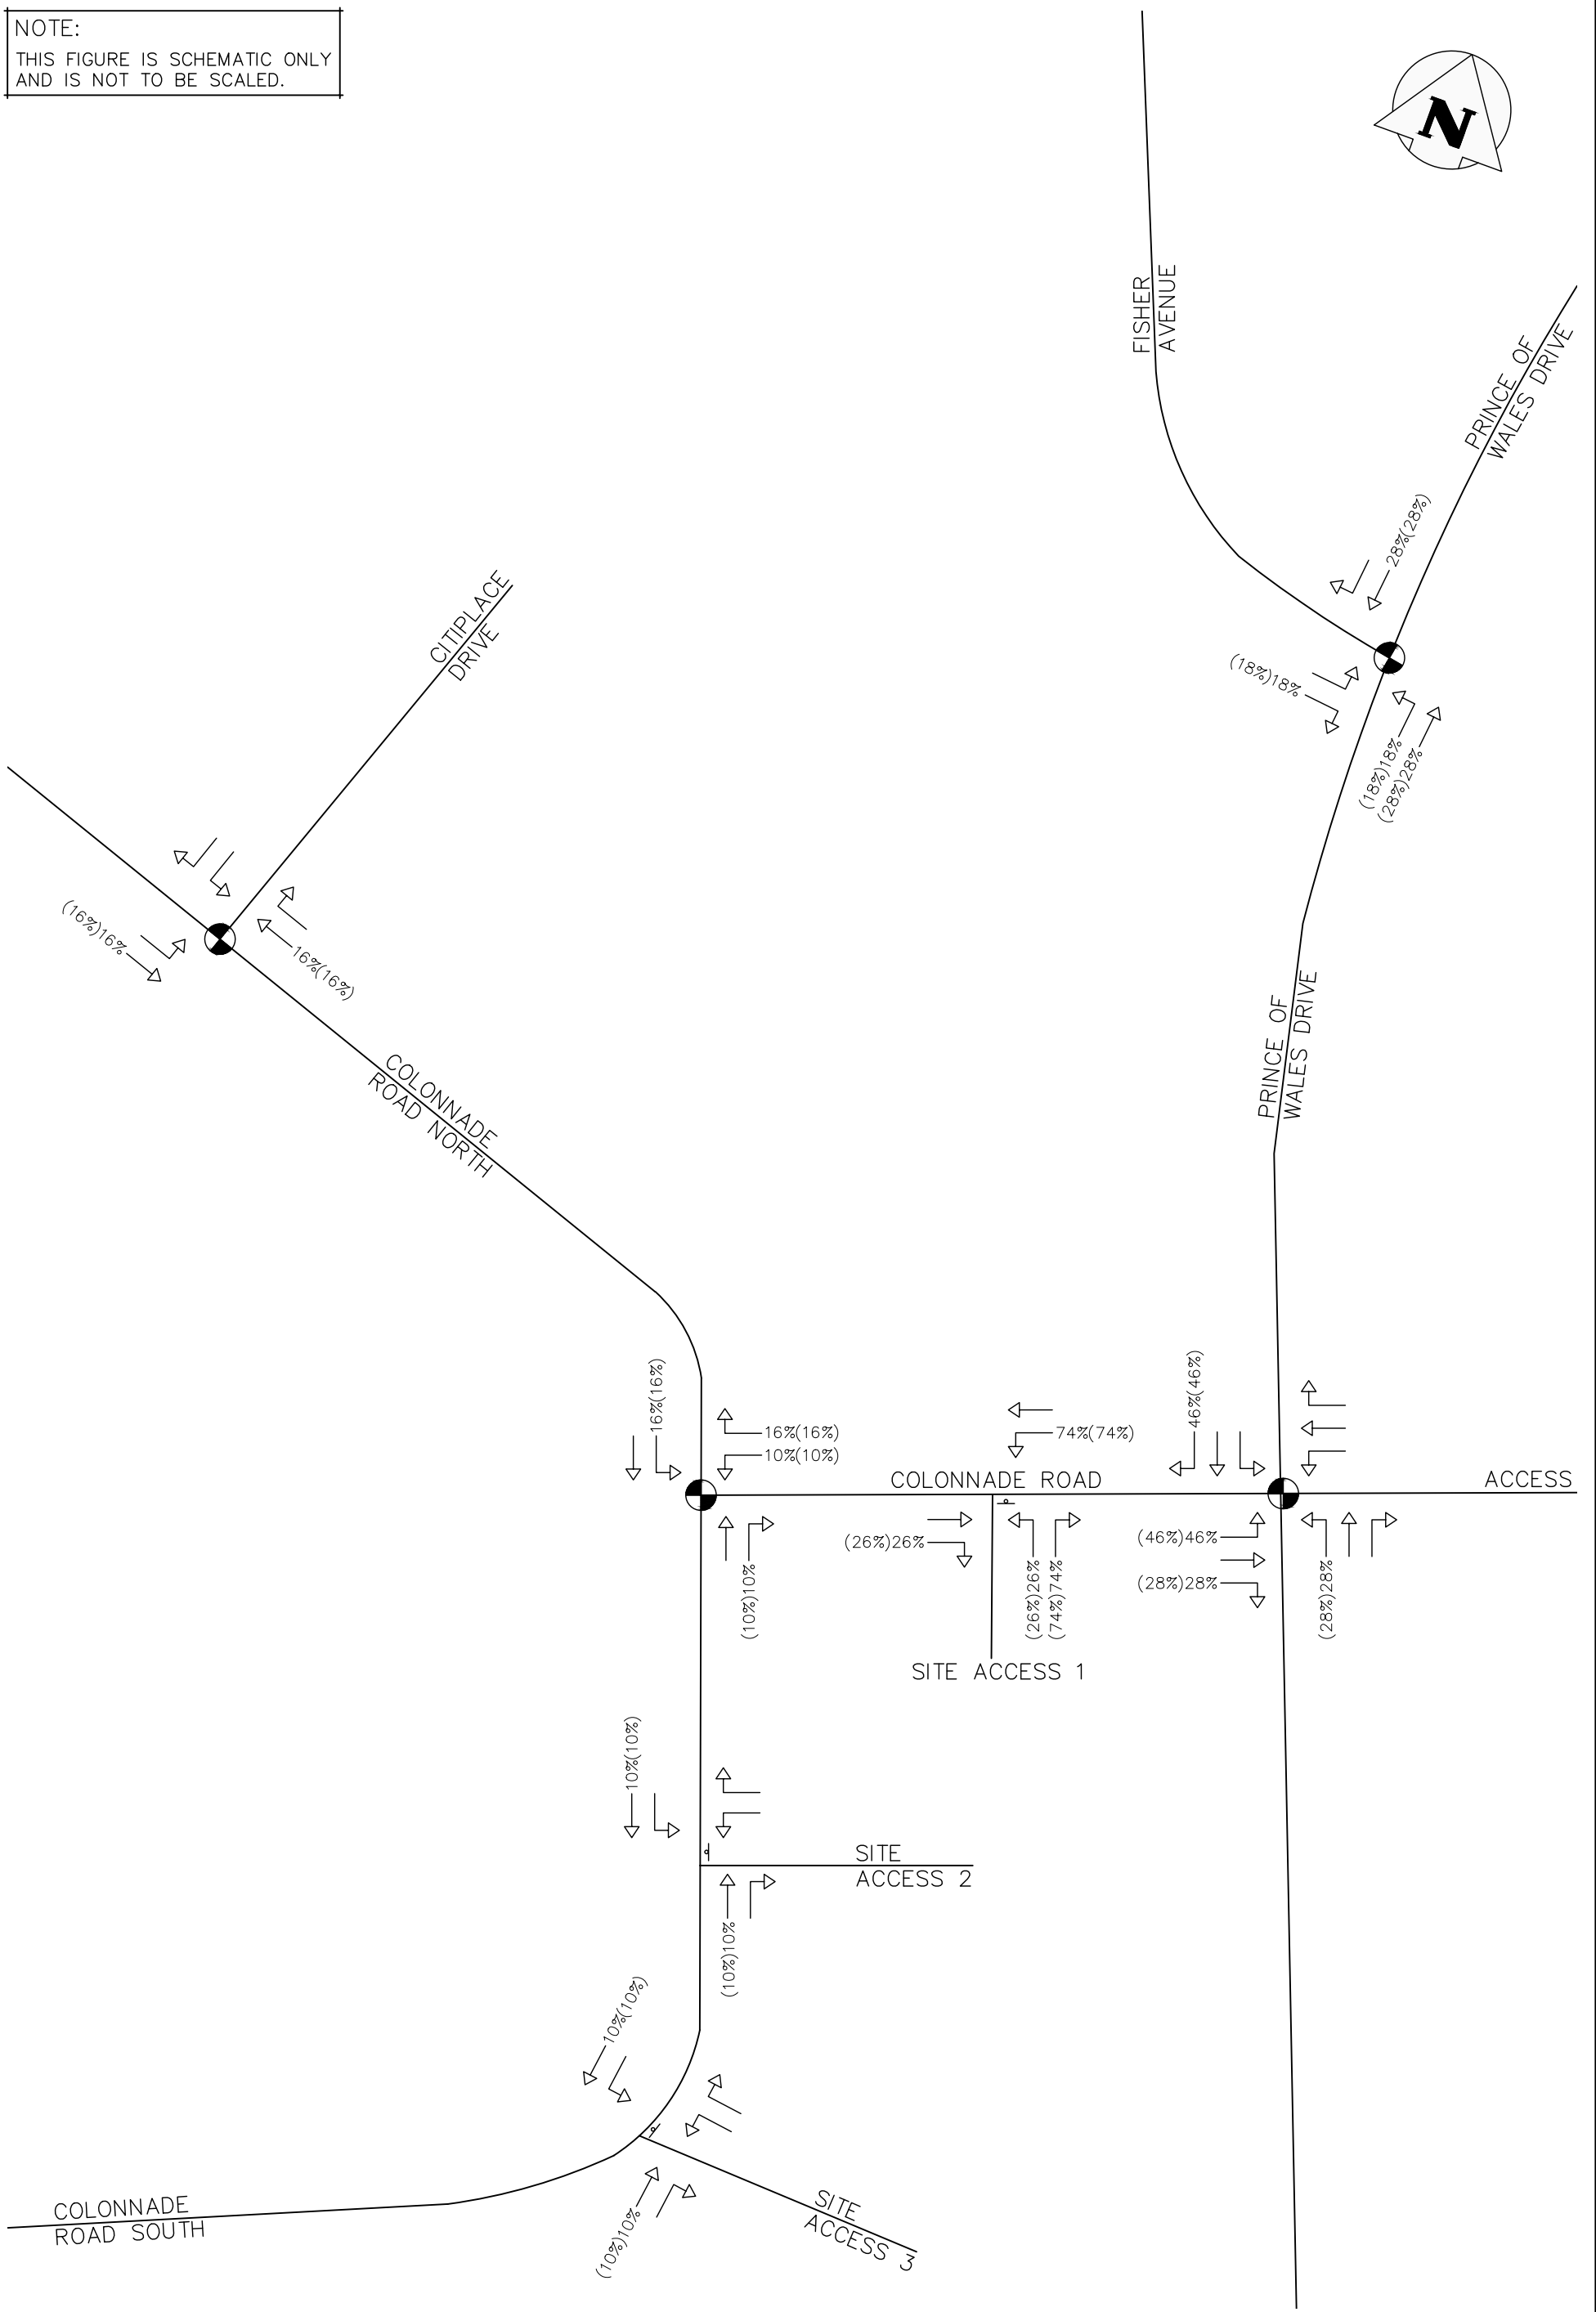 NOTE:
THIS FIGURE IS SCHEMATIC ONLY
AND IS NOT TO BE SCALED.
N
FISHER
AVENUE
PRINCE OF
WALES DRIVE
28%(28%)
(18%)18%
(18%)18%
(28%)28%
CITIPLACE
DRIVE
(16%)16%
16%(16%)
COLONNADE
ROAD NORTH
PRINCE OF
WALES DRIVE
16%(16%)
16%(16%)
10%(10%)
74%(74%)
46%(46%)
COLONNADE ROAD
ACCESS
(10%)10%
(26%)26%
(26%)26%
(74%)74%
(46%)46%
(28%)28%
(28%)28%
SITE ACCESS 1
10%(10%)
SITE
ACCESS 2
(10%)10%
10%(10%)
COLONNADE
ROAD SOUTH
(10%)10%
SITE
ACCESS 3